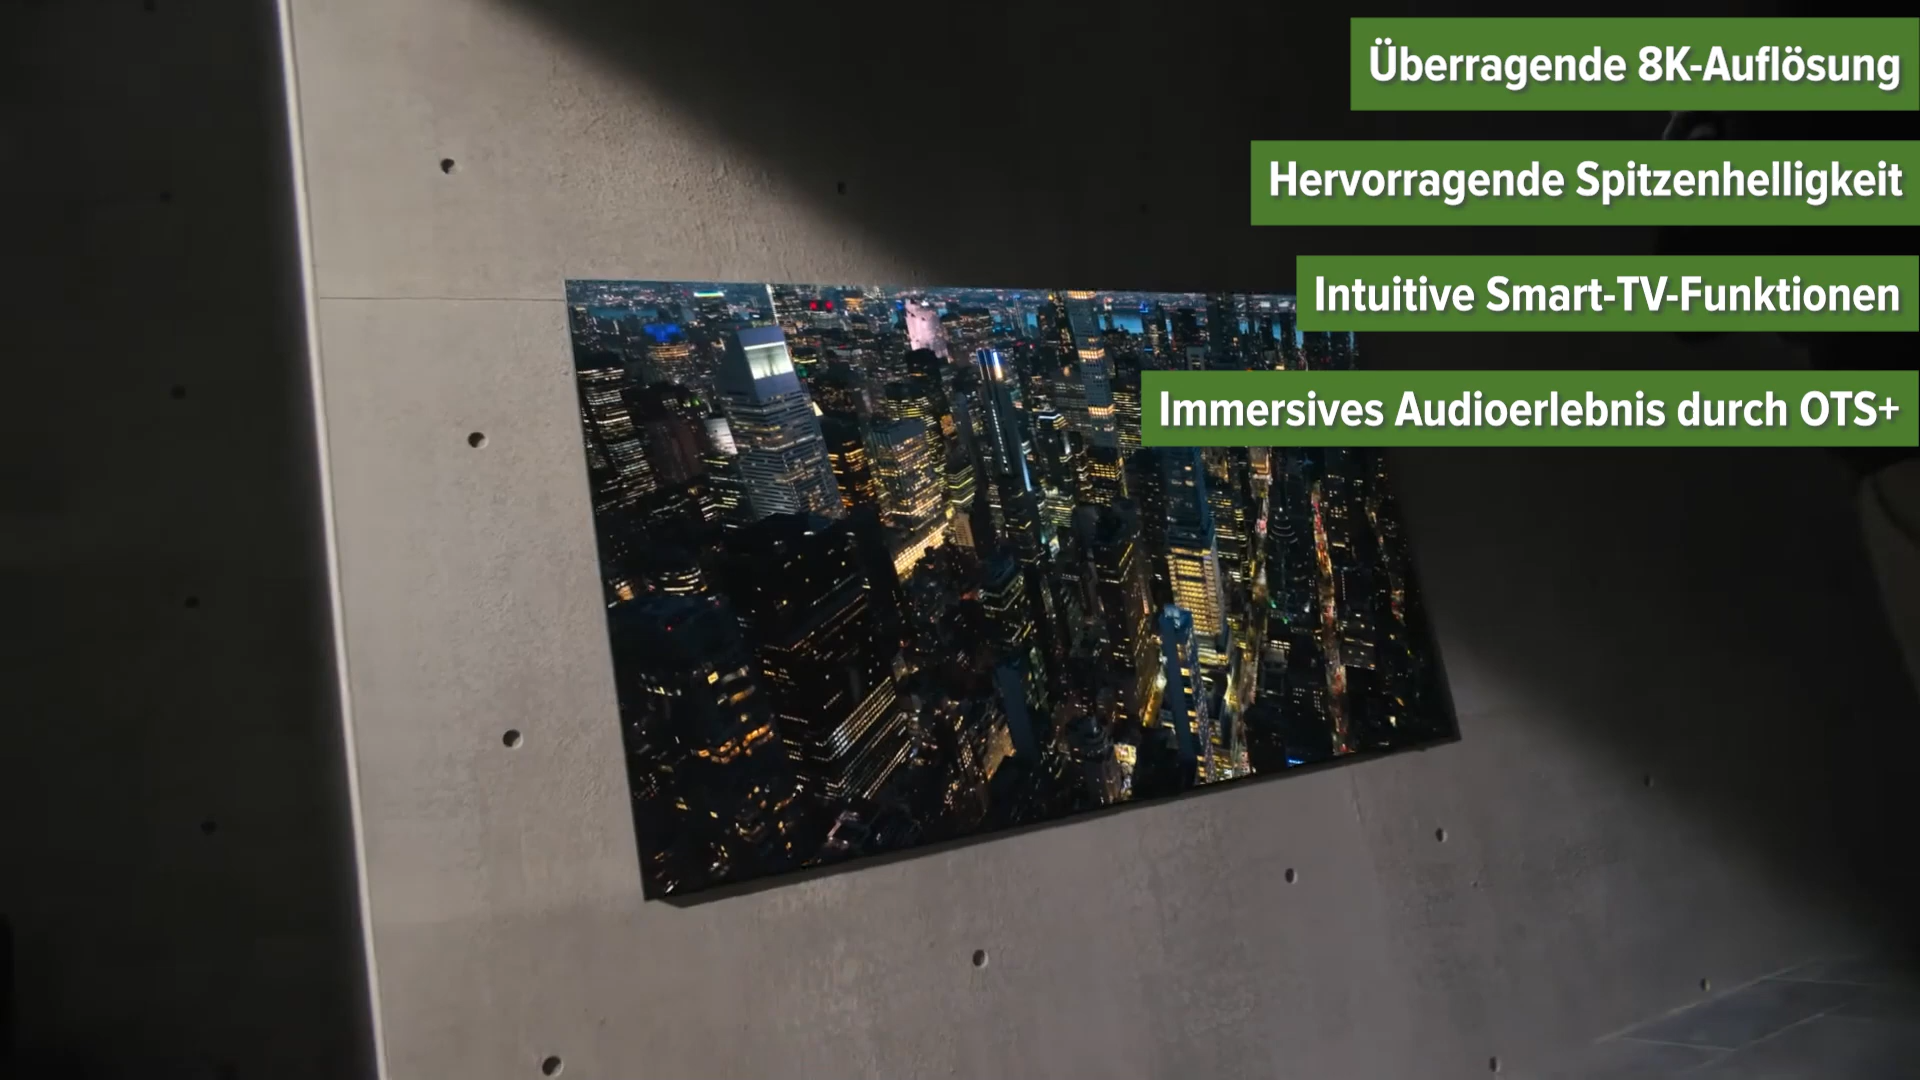 Überragende 8K-Auflösung
Hervorragende Spitzenhelligkeit
Intuitive Smart-TV-Funktionen
Immersives Audioerlebnis durch OTS+